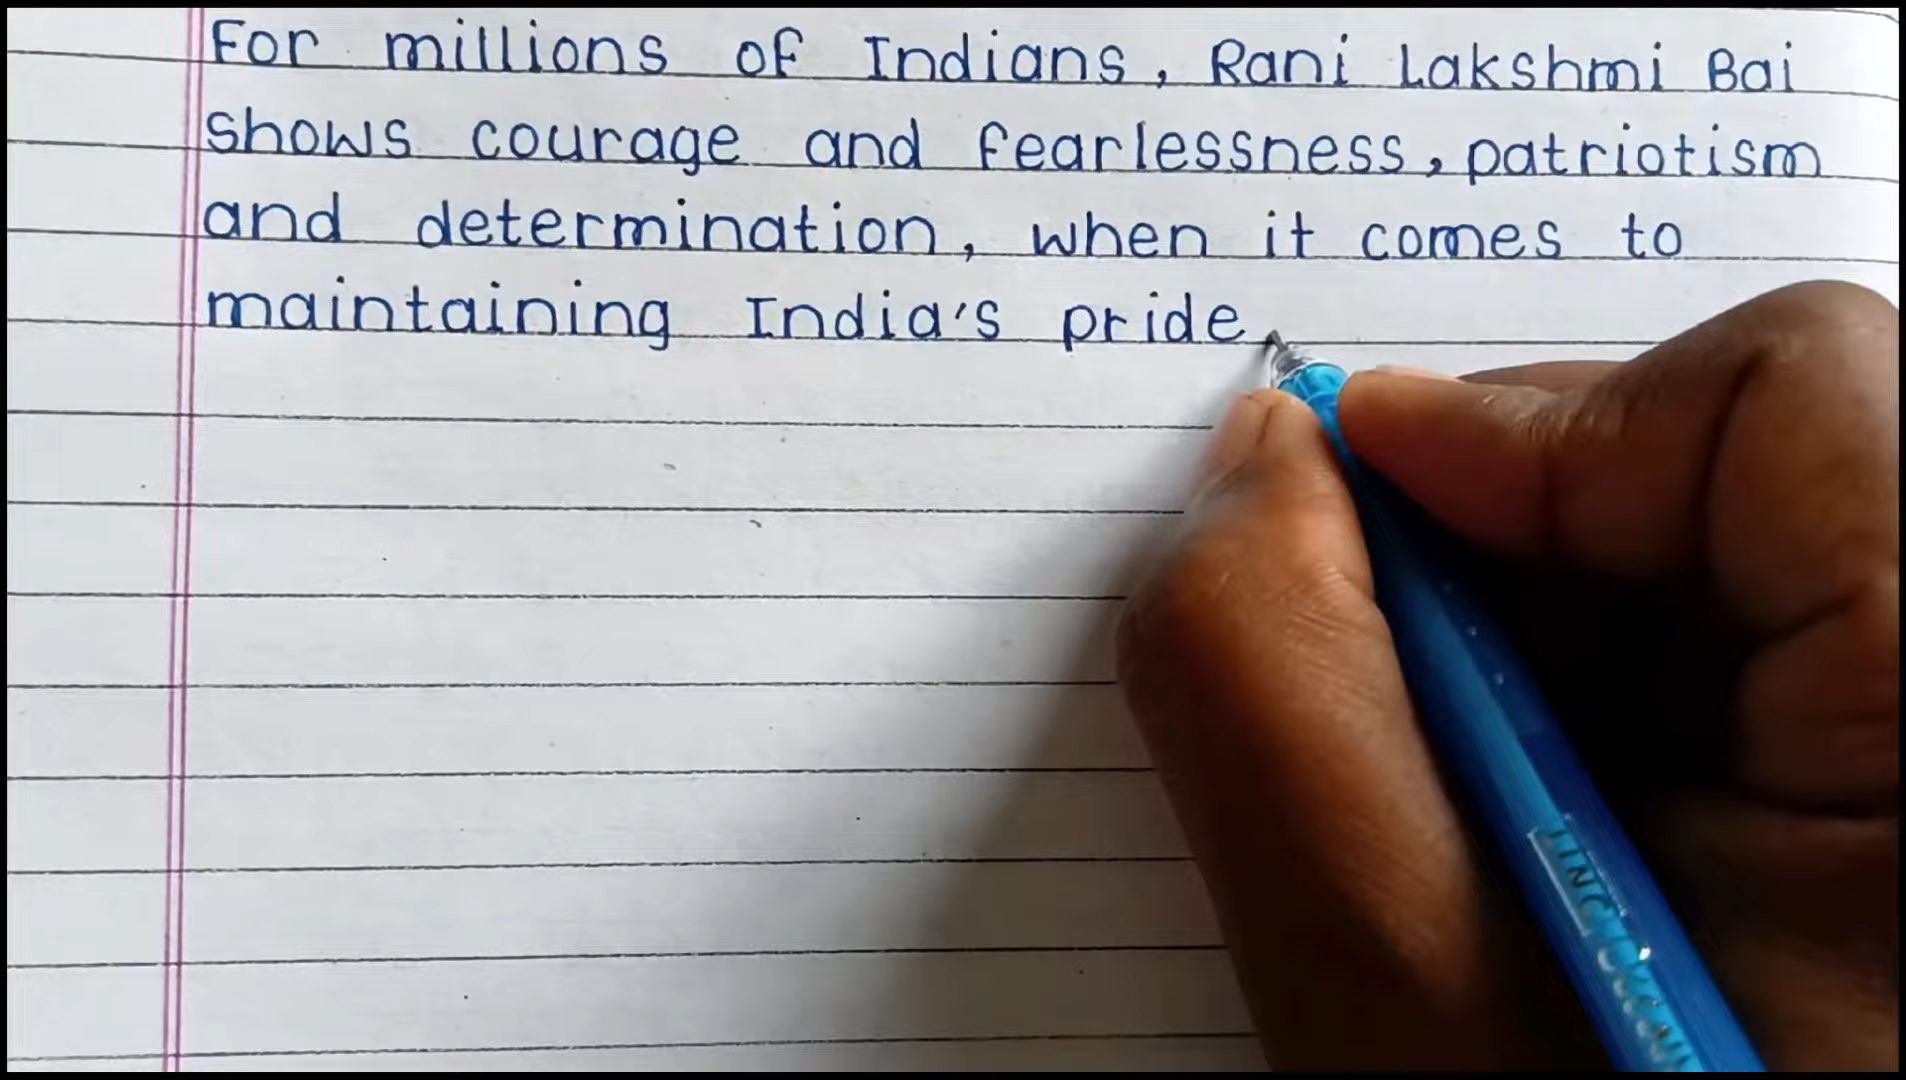 For millions of Indians, Rani Lakshmi Bai
shows courage and fearlessness, patriotism
and determination, when it comes to
maintaining India's pride.